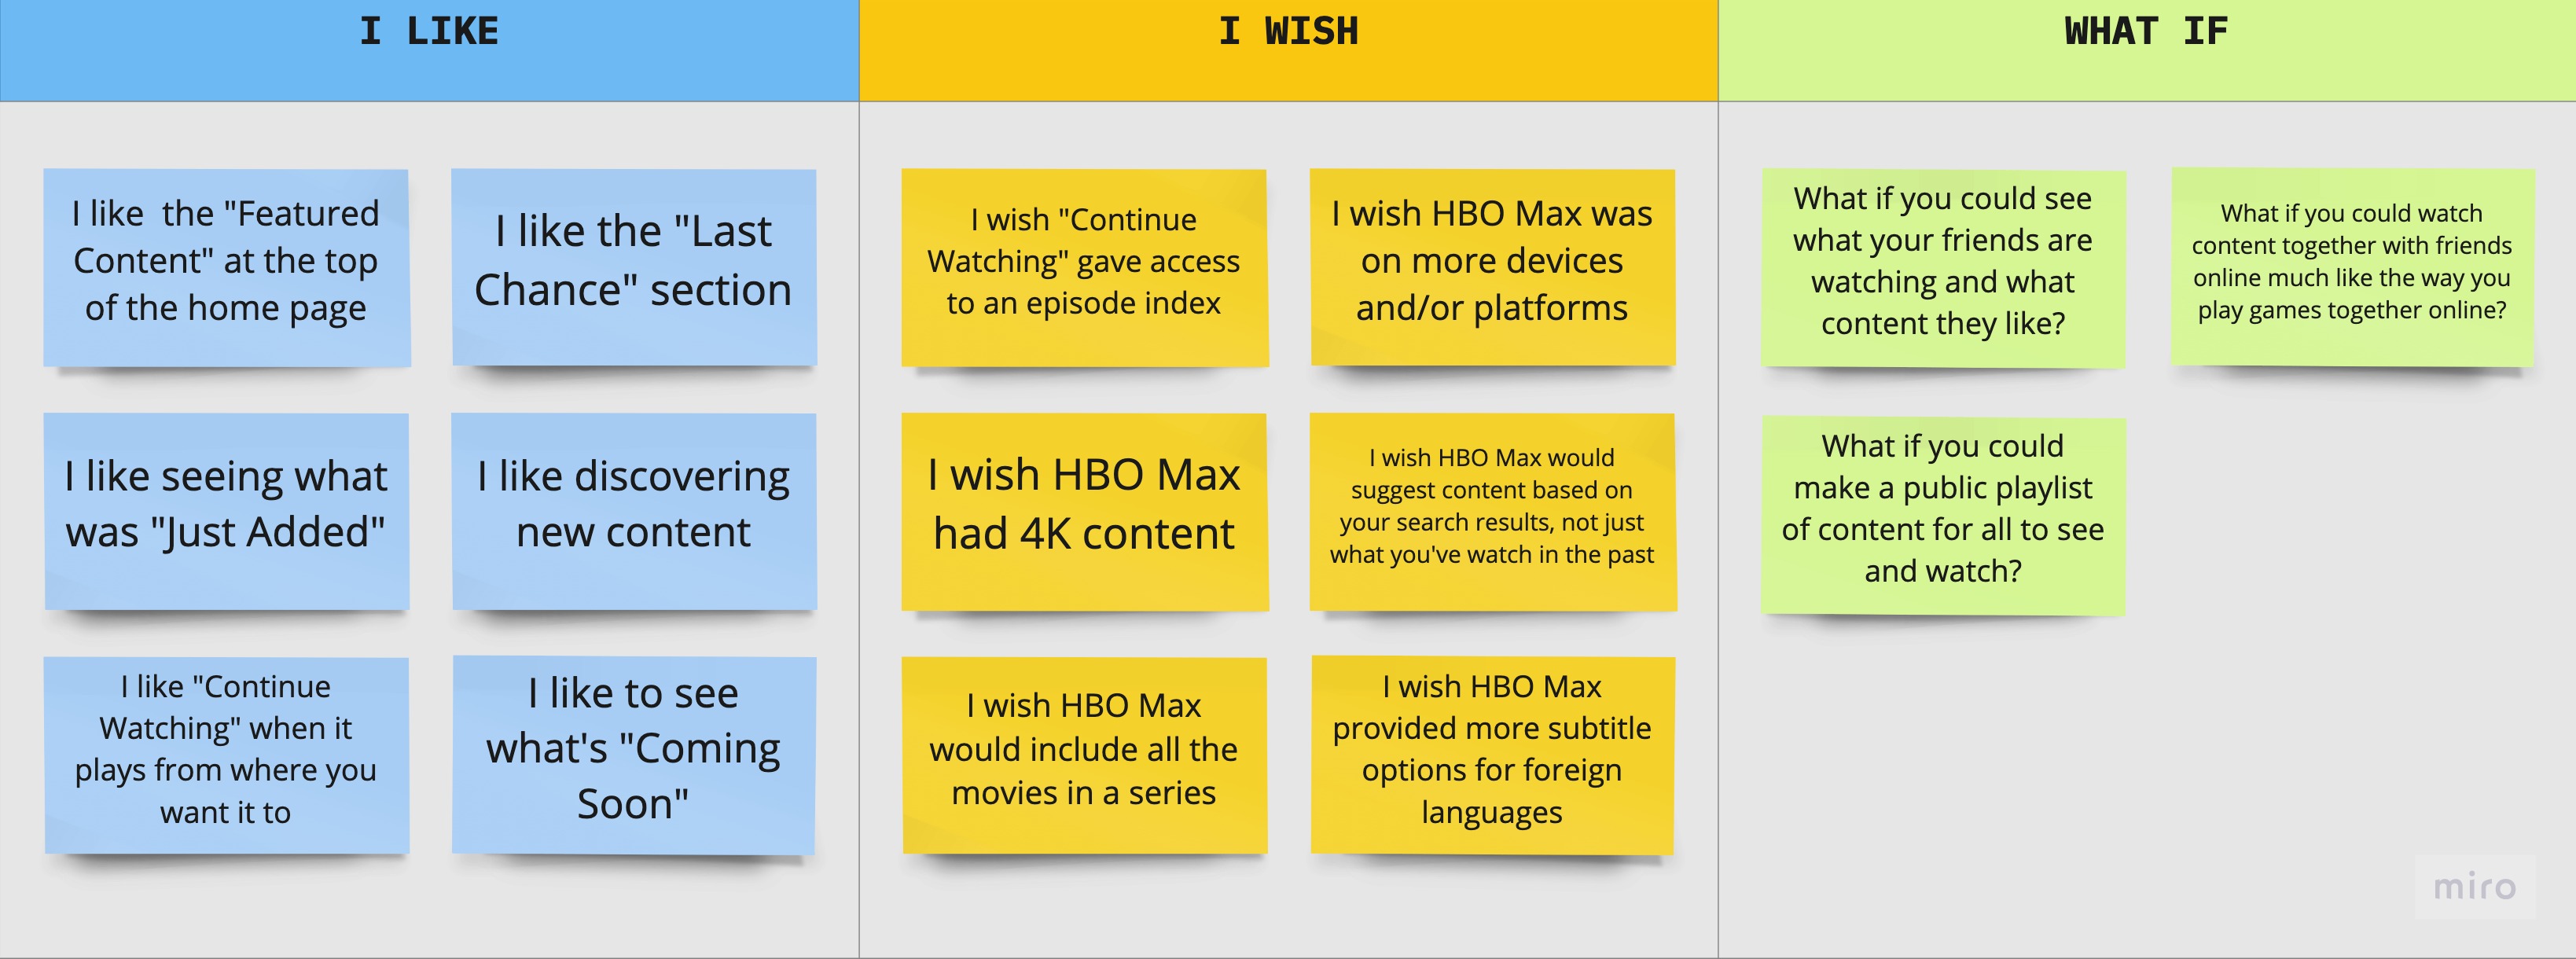 I LIKE
I WISH
WHAT IF
I like  the "Featured
Content" at the top
of the home page
I like the "Last
Chance" section
I like seeing what
was "Just Added"
I like discovering
new content
I like "Continue
Watching" when it
plays from where you
want it to
I like to see
what's "Coming
Soon"
I wish "Continue
Watching" gave access
to an episode index
I wish HBO Max was
on more devices
and/or platforms
I wish HBO Max
had 4K content
I wish HBO Max would
suggest content based on
your search results, not just
what you've watch in the past
I wish HBO Max
would include all the
movies in a series
I wish HBO Max
provided more subtitle
options for foreign
languages
What if you could see
what your friends are
watching and what
content they like?
What if you could watch
content together with friends
online much like the way you
play games together online?
What if you could
make a public playlist
of content for all to see
and watch?
miro